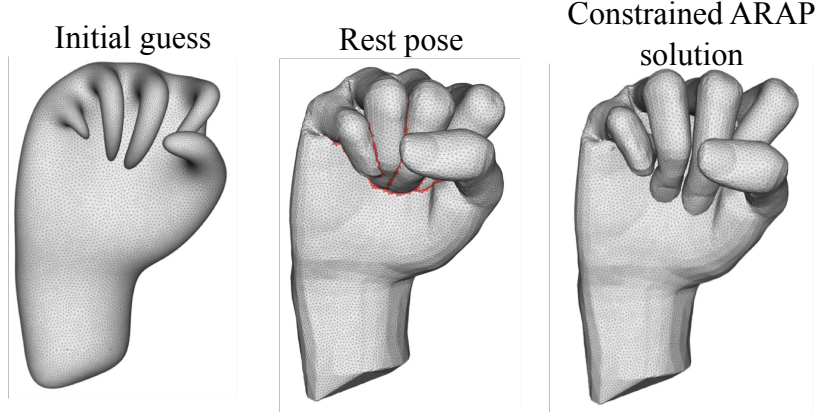 Initial guess
Rest pose
Constrained ARAP
solution